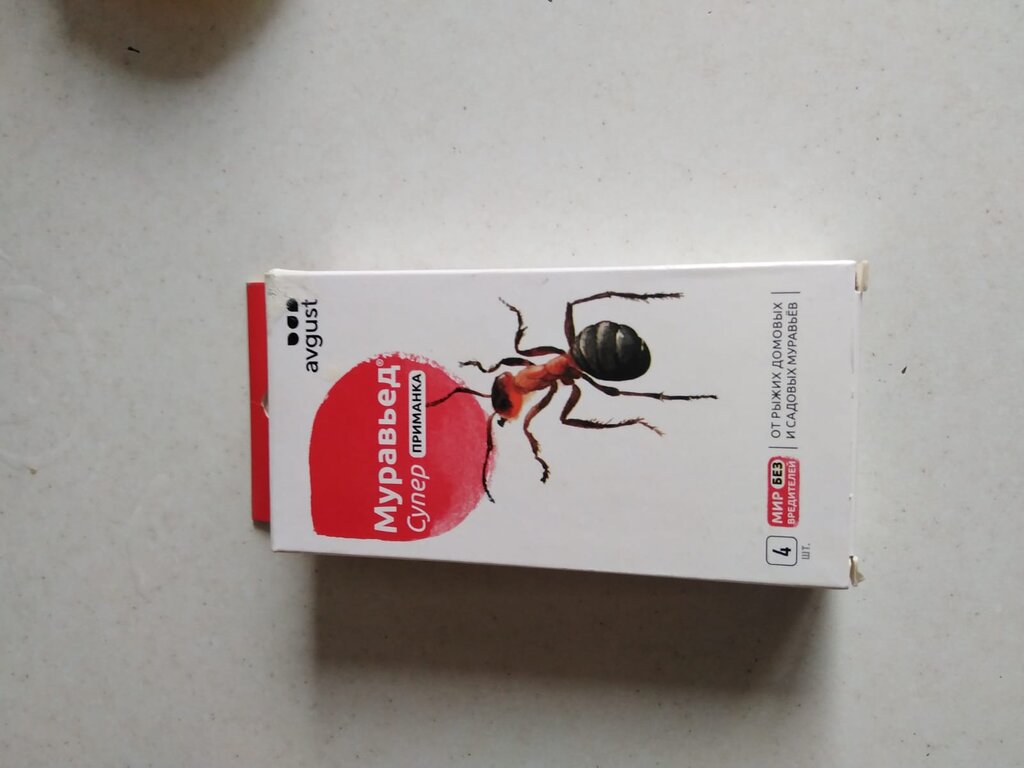 avgust
Муравьед®
Супер ПРИМАНКА
4
шт.
МИР БЕЗ
ВРЕДИТЕЛЕЙ
ОТ РЫЖИХ ДОМОВЫХ
И САДОВЫХ МУРАВЬЁВ